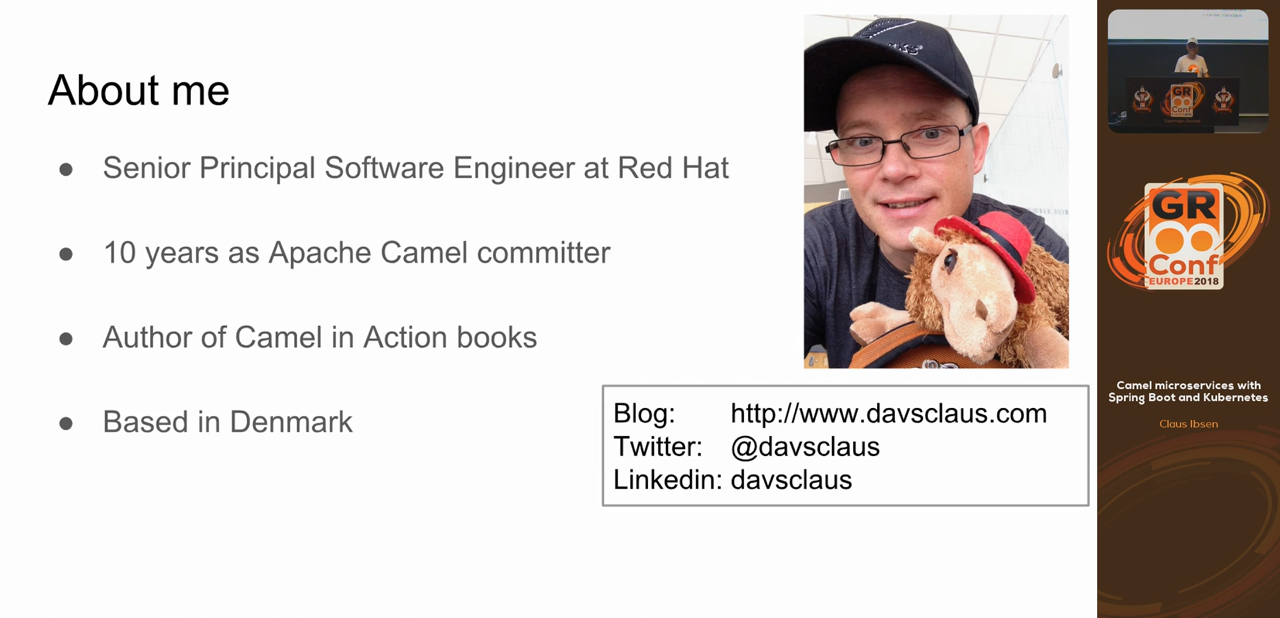 About me
● Senior Principal Software Engineer at Red Hat
● 10 years as Apache Camel committer
● Author of Camel in Action books
● Based in Denmark
Blog: http://www.davsclaus.com
Twitter: @davsclaus
Linkedin: davsclaus
GR
Conf
GR
Conf
EUROPE2018
Camel microservices with
Spring Boot and Kubernetes
Claus Ibsen